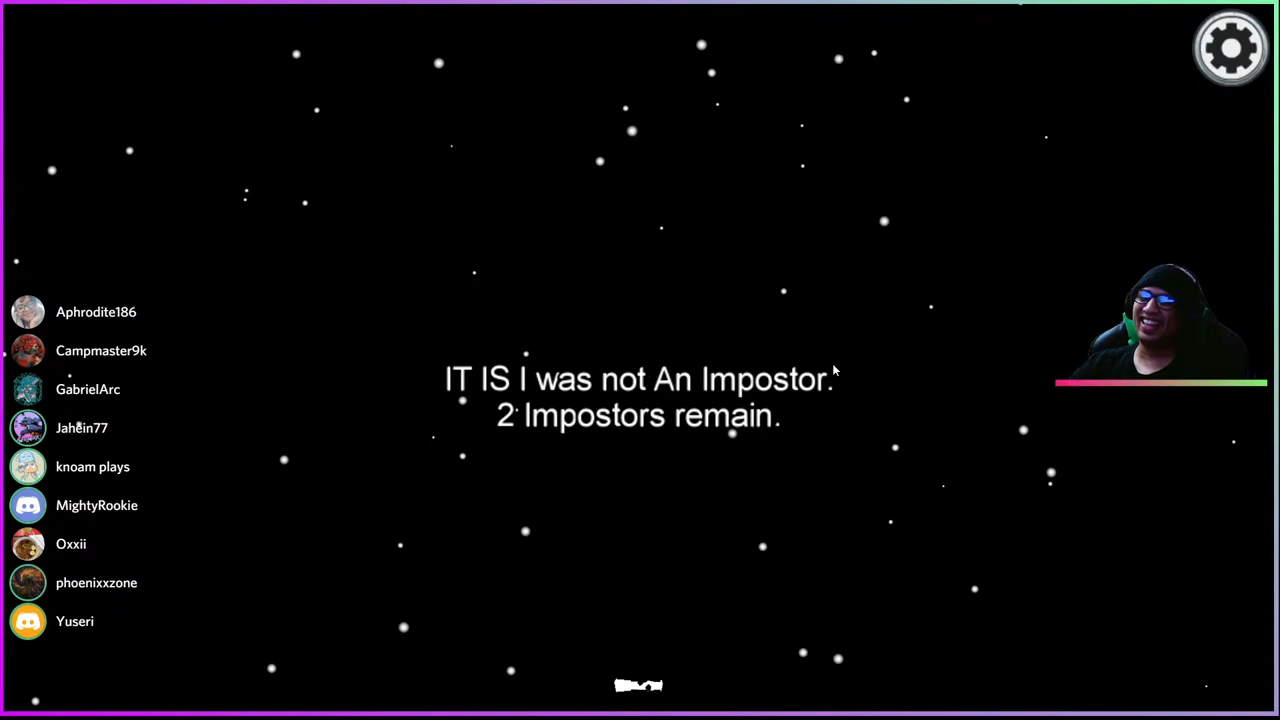 Aphrodite186
Campmaster9k
GabrielArc
Jahein77
knoam plays
MightyRookie
Oxxii
phoenixxzone
Yuseri
IT IS I was not An Impostor.
2 Impostors remain.